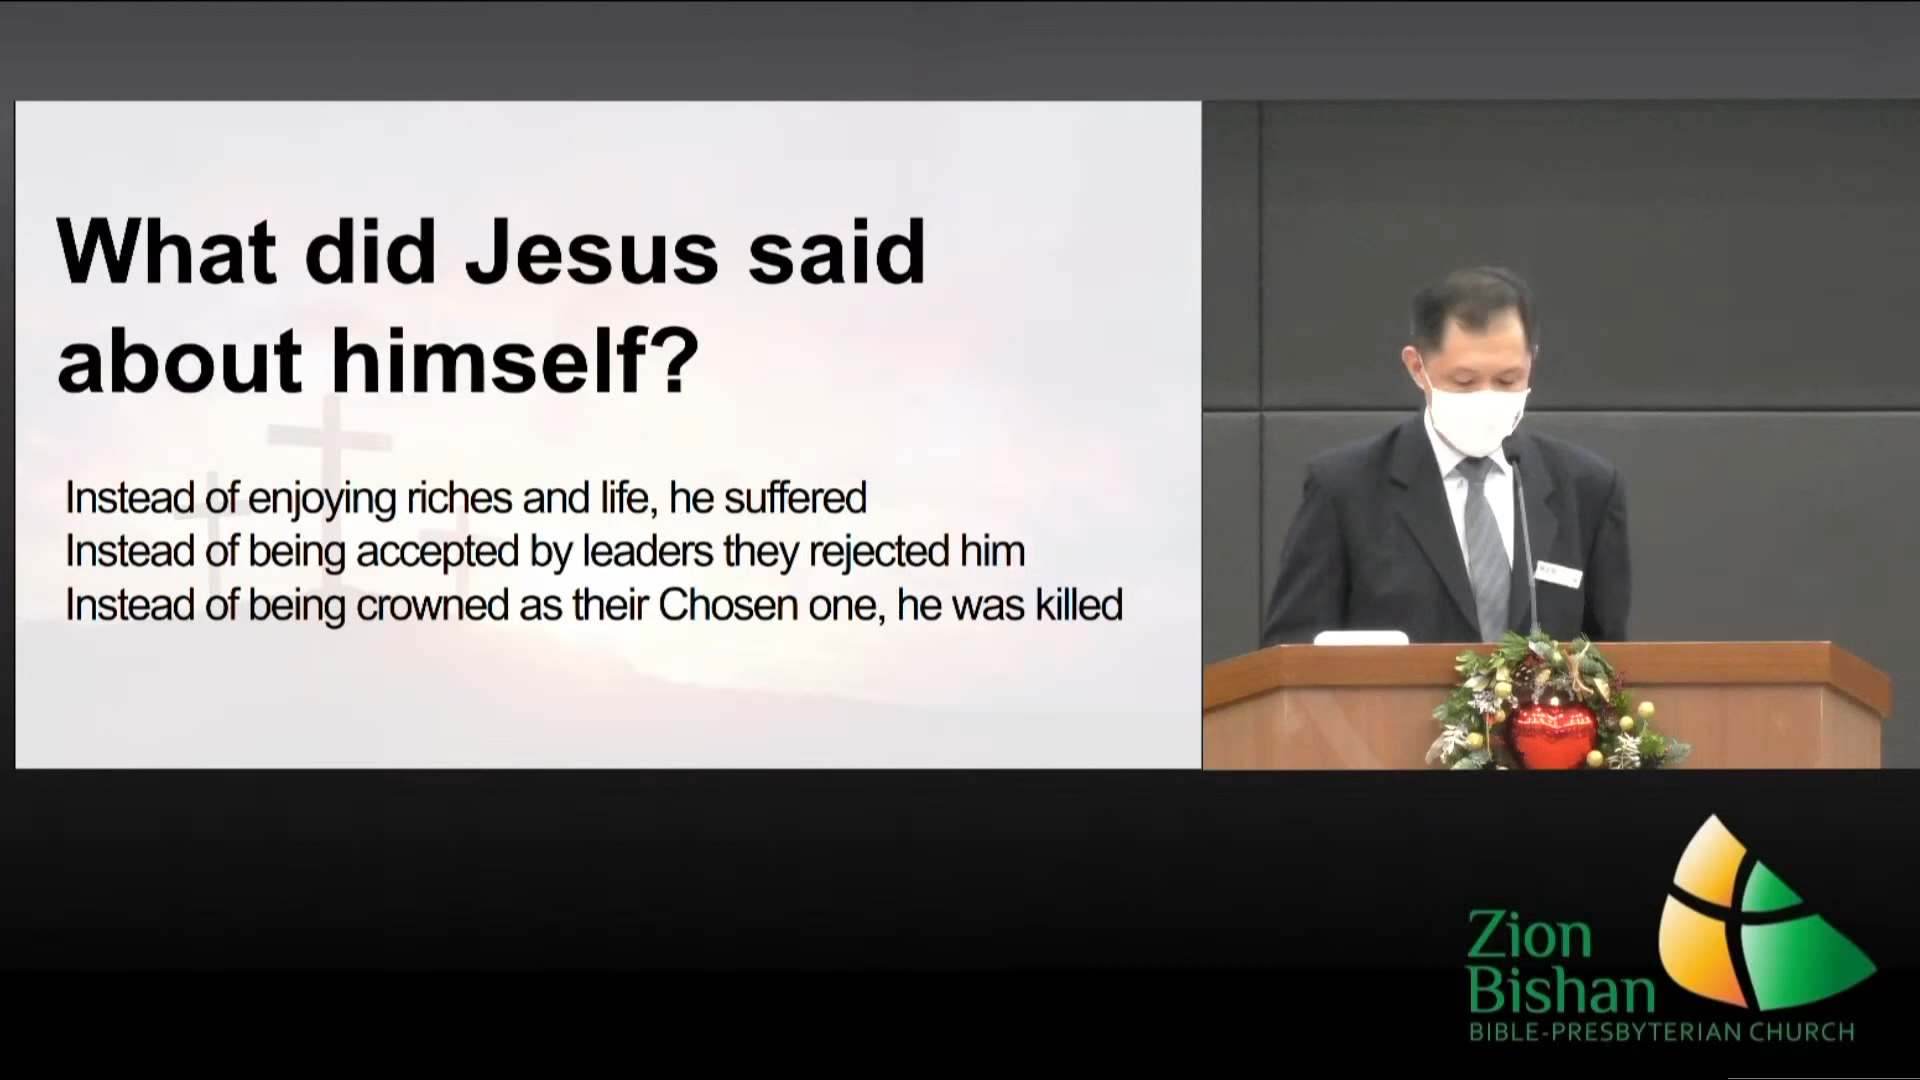 What did Jesus said
about himself?
Instead of enjoying riches and life, he suffered
Instead of being accepted by leaders they rejected him
Instead of being crowned as their Chosen one, he was killed
Zion
Bishan
BIBLE-PRESBYTERIAN CHURCH